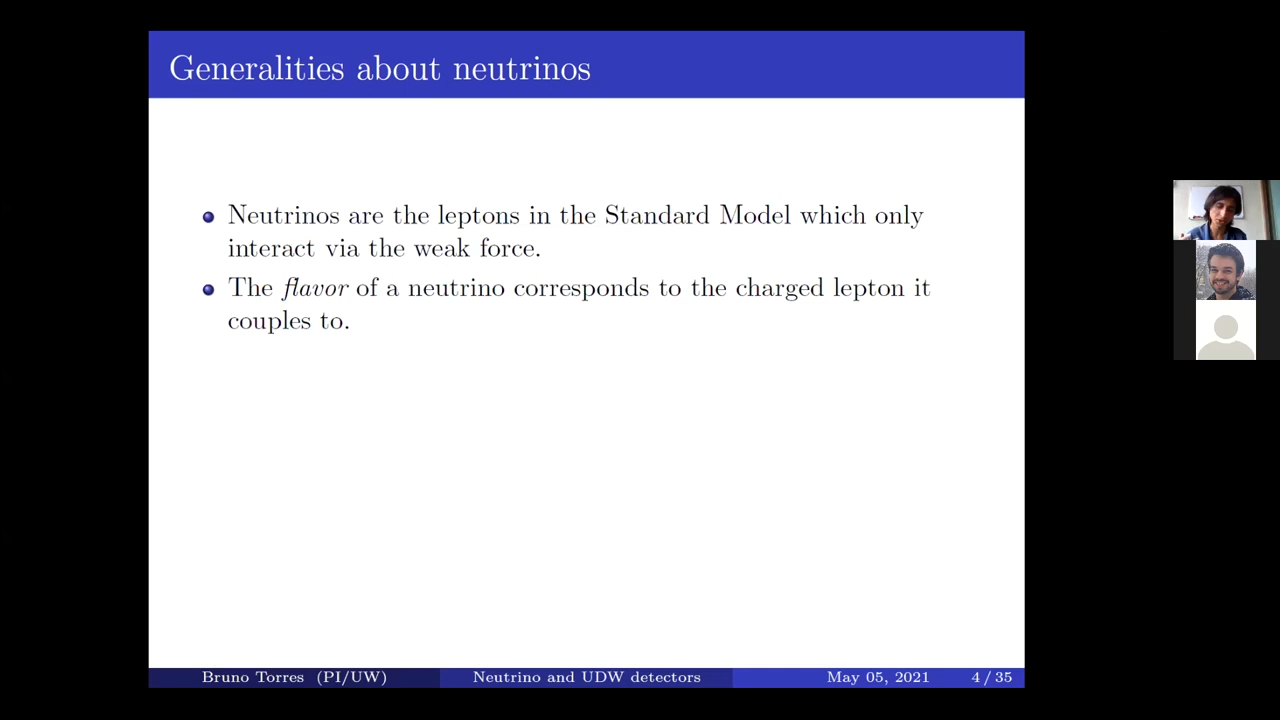 Generalities about neutrinos
Neutrinos are the leptons in the Standard Model which only
interact via the weak force.
The flavor of a neutrino corresponds to the charged lepton it
couples to.
Bruno Torres (PI/UW) Neutrino and UDW detectors May 05, 2021 4 / 35